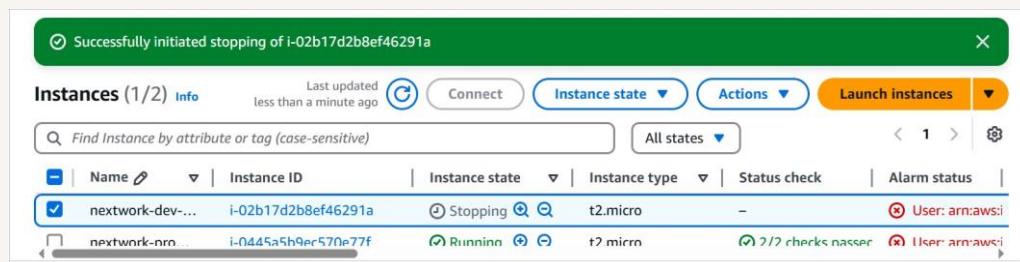 Successfully initiated stopping of i-02b17d2b8ef46291a
Instances (1/2) Info
Last updated
less than a minute ago
Connect
Instance state
Actions
Launch instances
Find Instance by attribute or tag (case-sensitive)
All states
1
Name Instance ID Instance state Instance type Status check Alarm status
nextwork-dev-... i-02b17d2b8ef46291a Stopping t2.micro – User: arn:aws:i
nextwork-pro... i-0445a5b9ec570e77f Running t2.micro 2/2 checks passec User: arn:aws:i